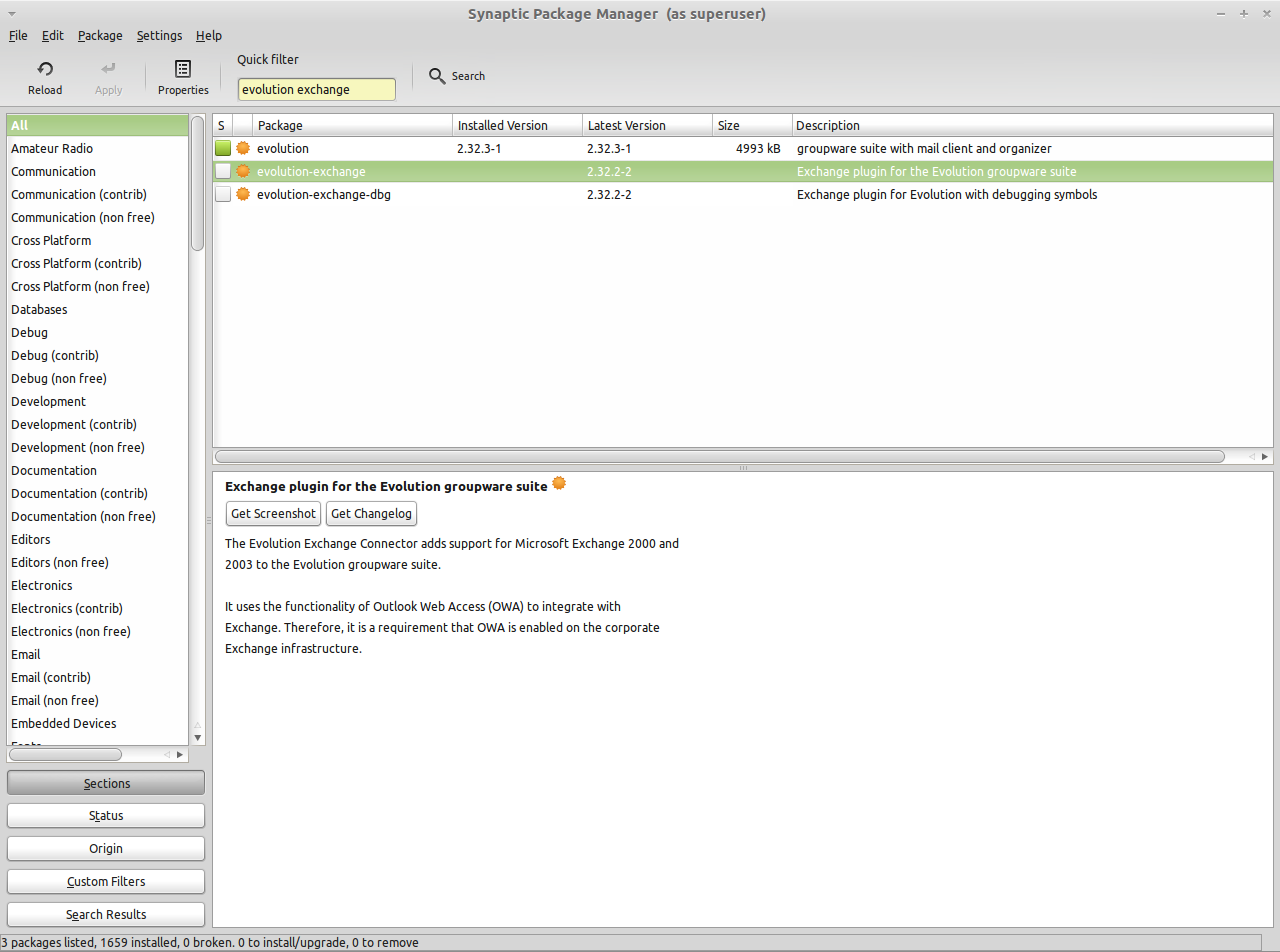 Synaptic Package Manager (as superuser)
File Edit Package Settings Help
Quick filter
Reload Apply Properties evolution exchange Search
All
Amateur Radio
Communication
Communication (contrib)
Communication (non free)
Cross Platform
Cross Platform (contrib)
Cross Platform (non free)
Databases
Debug
Debug (contrib)
Debug (non free)
Development
Development (contrib)
Development (non free)
Documentation
Documentation (contrib)
Documentation (non free)
Editors
Editors (non free)
Electronics
Electronics (contrib)
Electronics (non free)
Email
Email (contrib)
Email (non free)
Embedded Devices
Sections
Status
Origin
Custom Filters
Search Results
S Package Installed Version Latest Version Size Description
evolution 2.32.3-1 2.32.3-1 4993 kB groupware suite with mail client and organizer
evolution-exchange 2.32.2-2 Exchange plugin for the Evolution groupware suite
evolution-exchange-dbg 2.32.2-2 Exchange plugin for Evolution with debugging symbols
Exchange plugin for the Evolution groupware suite
Get Screenshot Get Changelog
The Evolution Exchange Connector adds support for Microsoft Exchange 2000 and
2003 to the Evolution groupware suite.
It uses the functionality of Outlook Web Access (OWA) to integrate with
Exchange. Therefore, it is a requirement that OWA is enabled on the corporate
Exchange infrastructure.
3 packages listed, 1659 installed, 0 broken. 0 to install/upgrade, 0 to remove